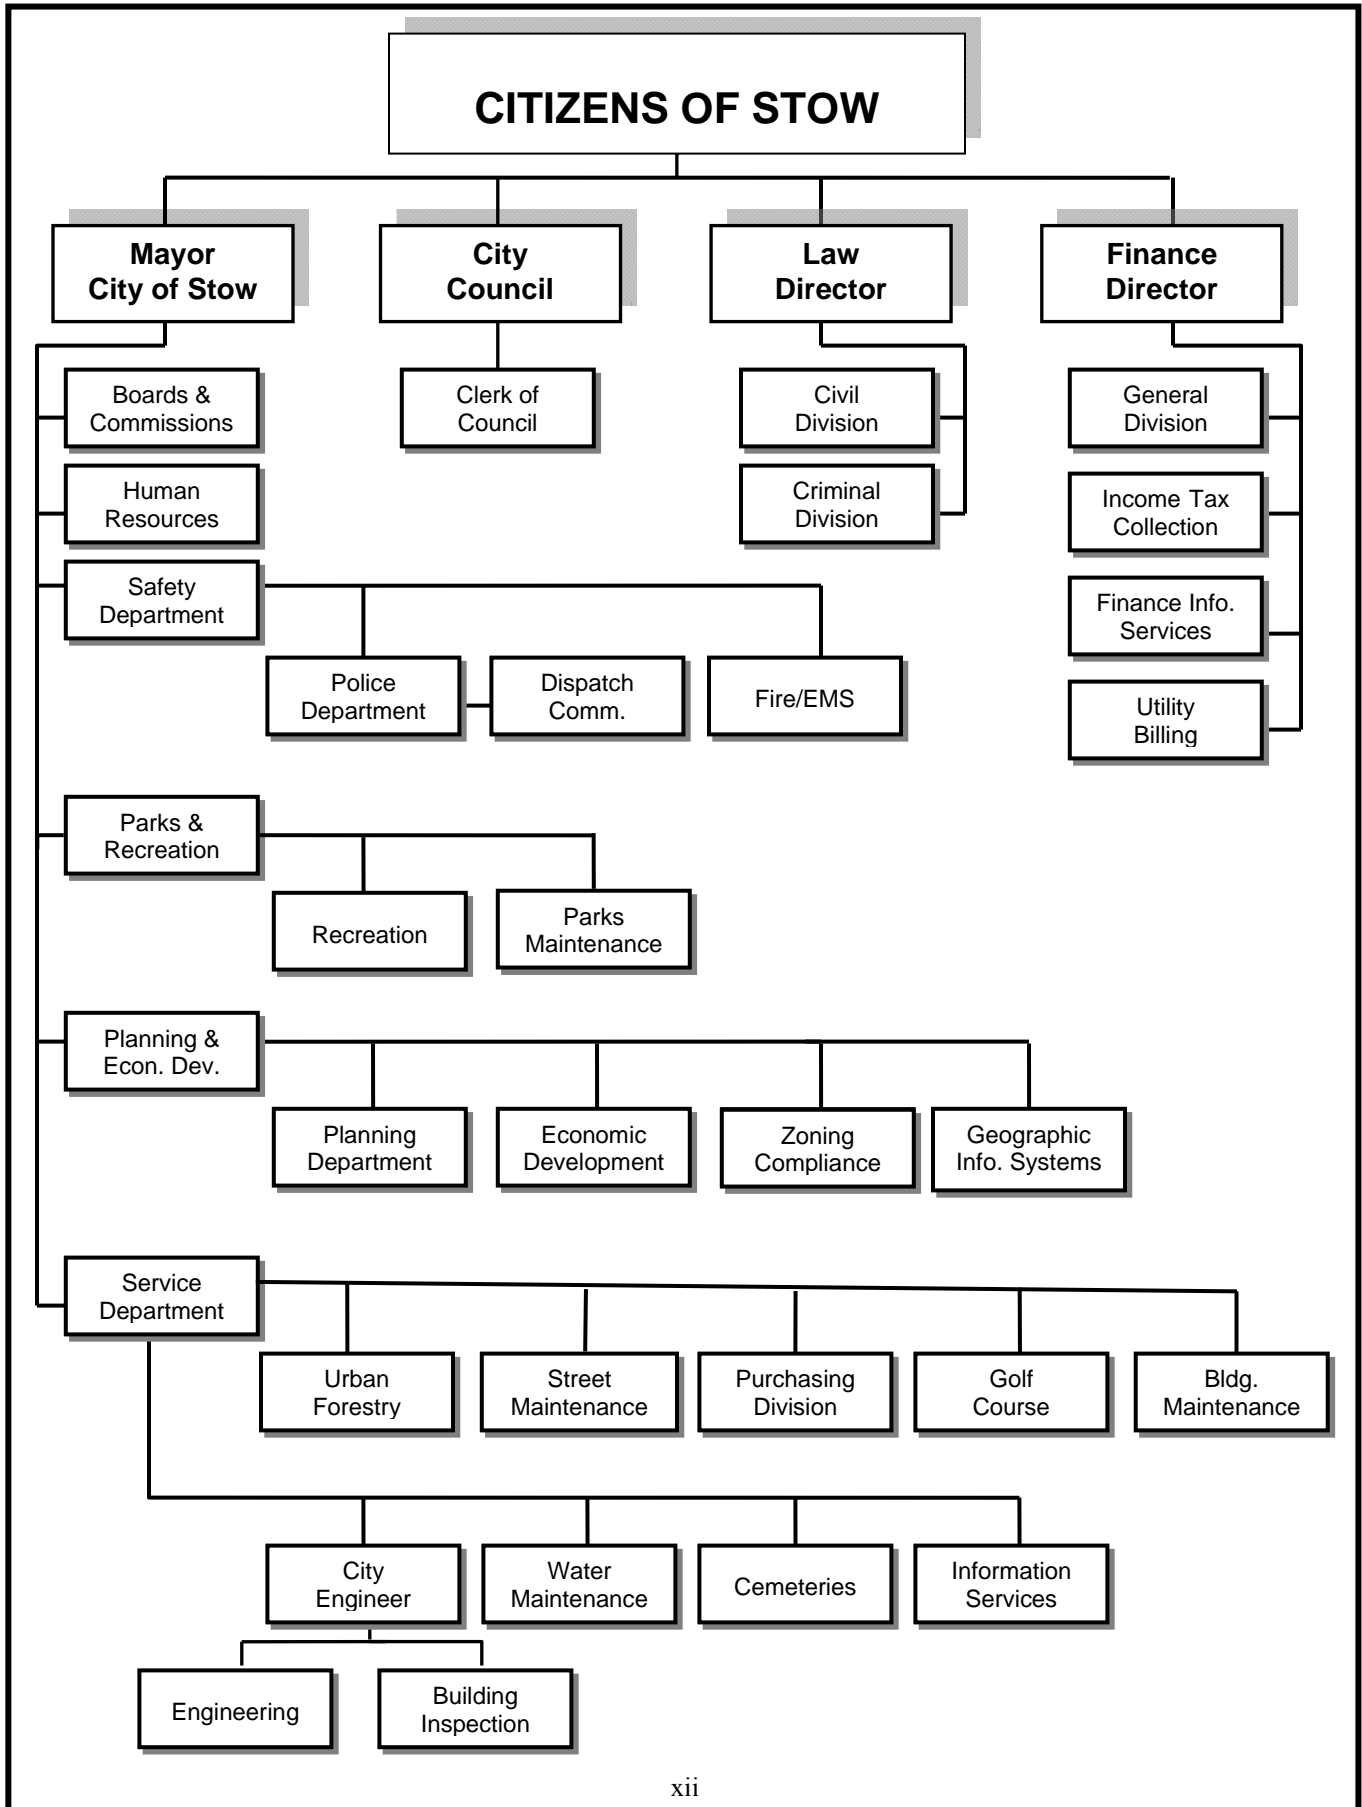 CITIZENS OF STOW
Mayor
City of Stow
City
Council
Law
Director
Finance
Director
Boards &
Commissions
Clerk of
Council
Civil
Division
General
Division
Human
Resources
Criminal
Division
Income Tax
Collection
Safety
Department
Finance Info.
Services
Police
Department
Dispatch
Comm.
Fire/EMS
Utility
Billing
Parks &
Recreation
Recreation
Parks
Maintenance
Planning &
Econ. Dev.
Planning
Department
Economic
Development
Zoning
Compliance
Geographic
Info. Systems
Service
Department
Urban
Forestry
Street
Maintenance
Purchasing
Division
Golf
Course
Bldg.
Maintenance
City
Engineer
Water
Maintenance
Cemeteries
Information
Services
Engineering
Building
Inspection
xii